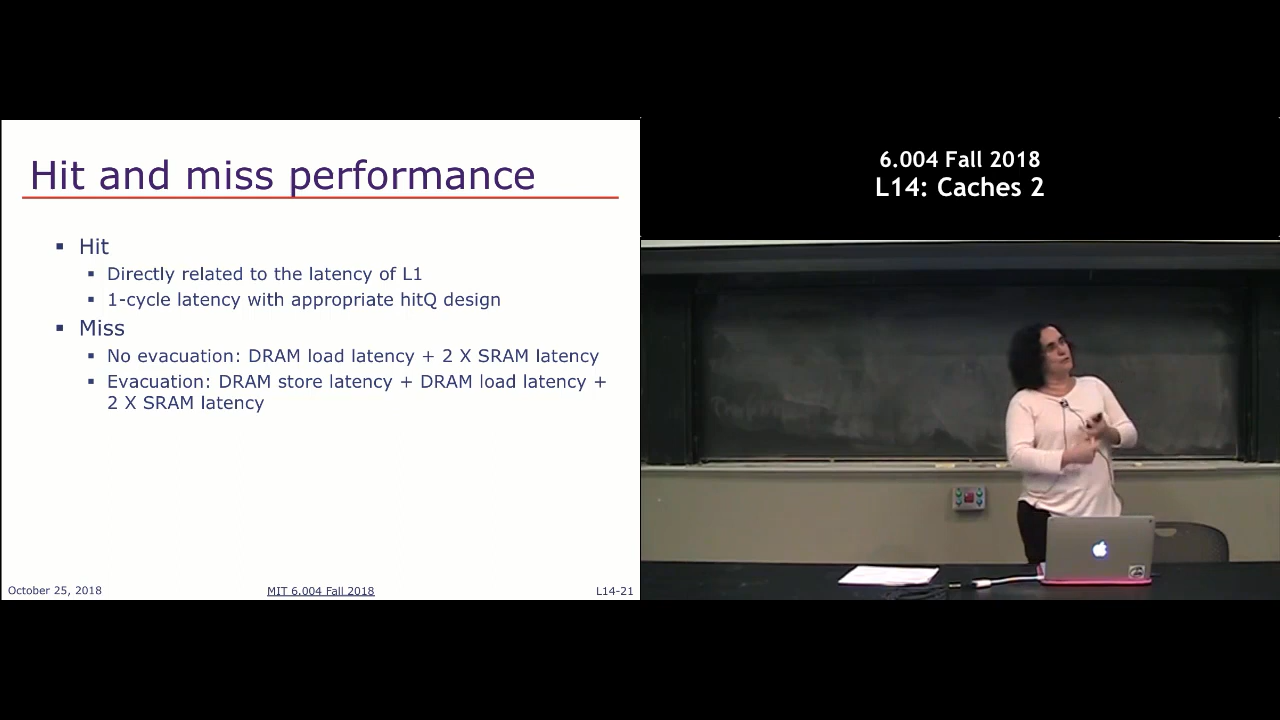 Hit and miss performance
▪ Hit
▪ Directly related to the latency of L1
▪ 1-cycle latency with appropriate hitQ design
▪ Miss
▪ No evacuation: DRAM load latency + 2 X SRAM latency
▪ Evacuation: DRAM store latency + DRAM load latency +
2 X SRAM latency
October 25, 2018
MIT 6.004 Fall 2018
L14-21
6.004 Fall 2018
L14: Caches 2